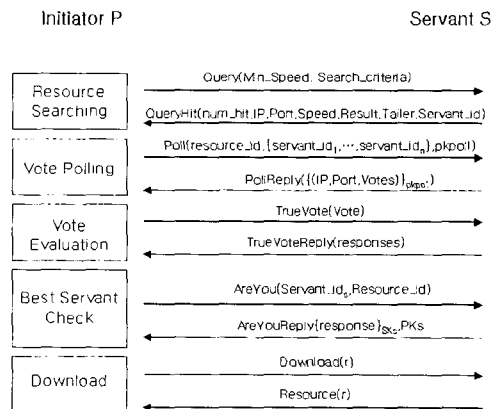 Initiator P
Servant S
Resource Searching
Query(Min_Speed, Search_criteria)
QueryHit(num_hit,IP,Port,Speed,Result,Tailer,Servant_id)
Vote Polling
Poll(resource_id,{servant_id1,…,servant_idn},pkpoll)
PollReply({(IP,Port,Votes)}pkpoll)
Vote
Evaluation
TrueVote(Vote)
TrueVoteReply(responses)
Best Servant
Check
AreYou(Servant_ids,Resource_id)
AreYouReply{response}SKs,PKs
Download
Download(r)
Resource(r)